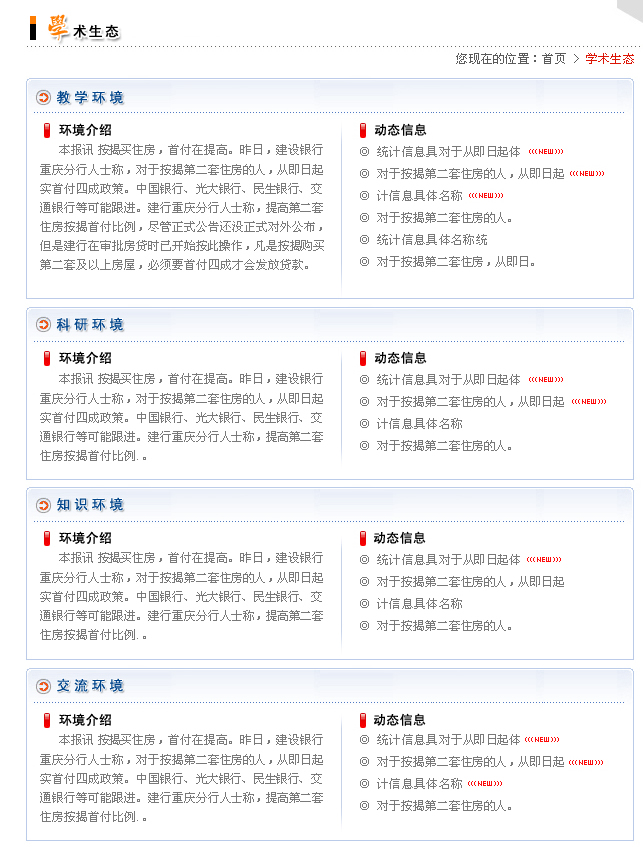 學术生态
您现在的位置：首页 > 学术生态
教学环境
环境介绍
本报讯 按揭买住房，首付在提高。昨日，建设银行
重庆分行人士称，对于按揭第二套住房的人，从即日起
实首付四成政策。中国银行、光大银行、民生银行、交
通银行等可能跟进。建行重庆分行人士称，提高第二套
住房按揭首付比例，尽管正式公告还没正式对外公布，
但是建行在审批房贷时已开始按此操作，凡是按揭购买
第二套及以上房屋，必须要首付四成才会发放贷款。
动态信息
统计信息具对于从即日起体 (((NEW)))
对于按揭第二套住房的人，从即日起 (((NEW)))
计信息具体名称 (((NEW)))
对于按揭第二套住房的人。
统计信息具体名称统
对于按揭第二套住房，从即日。
科研环境
环境介绍
本报讯 按揭买住房，首付在提高。昨日，建设银行
重庆分行人士称，对于按揭第二套住房的人，从即日起
实首付四成政策。中国银行、光大银行、民生银行、交
通银行等可能跟进。建行重庆分行人士称，提高第二套
住房按揭首付比例.。
动态信息
统计信息具对于从即日起体 (((NEW)))
对于按揭第二套住房的人，从即日起 (((NEW)))
计信息具体名称
对于按揭第二套住房的人。
知识环境
环境介绍
本报讯 按揭买住房，首付在提高。昨日，建设银行
重庆分行人士称，对于按揭第二套住房的人，从即日起
实首付四成政策。中国银行、光大银行、民生银行、交
通银行等可能跟进。建行重庆分行人士称，提高第二套
住房按揭首付比例.。
动态信息
统计信息具对于从即日起体 (((NEW)))
对于按揭第二套住房的人，从即日起
计信息具体名称
对于按揭第二套住房的人。
交流环境
环境介绍
本报讯 按揭买住房，首付在提高。昨日，建设银行
重庆分行人士称，对于按揭第二套住房的人，从即日起
实首付四成政策。中国银行、光大银行、民生银行、交
通银行等可能跟进。建行重庆分行人士称，提高第二套
住房按揭首付比例.。
动态信息
统计信息具对于从即日起体 (((NEW)))
对于按揭第二套住房的人，从即日起 (((NEW)))
计信息具体名称 (((NEW)))
对于按揭第二套住房的人。